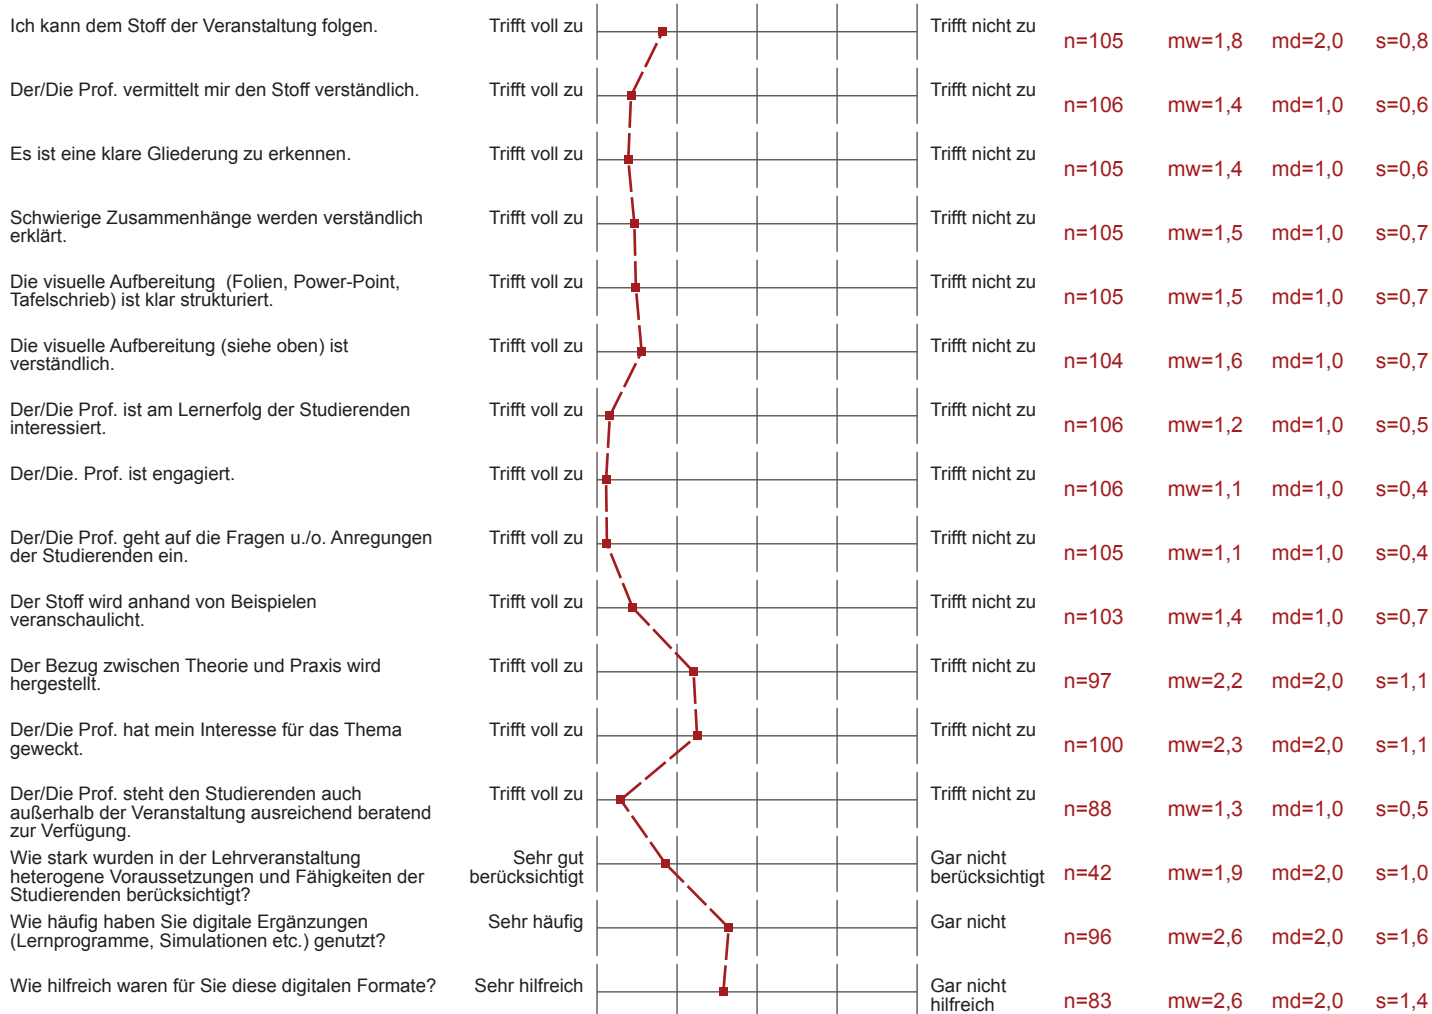 Ich kann dem Stoff der Veranstaltung folgen. Trifft voll zu Trifft nicht zu n=105 mw=1,8 md=2,0 s=0,8
Der/Die Prof. vermittelt mir den Stoff verständlich. Trifft voll zu Trifft nicht zu n=106 mw=1,4 md=1,0 s=0,6
Es ist eine klare Gliederung zu erkennen. Trifft voll zu Trifft nicht zu n=105 mw=1,4 md=1,0 s=0,6
Schwierige Zusammenhänge werden verständlich Trifft voll zu Trifft nicht zu
erklärt. n=105 mw=1,5 md=1,0 s=0,7
Die visuelle Aufbereitung (Folien, Power-Point, Trifft voll zu Trifft nicht zu
Tafelschrieb) ist klar strukturiert. n=105 mw=1,5 md=1,0 s=0,7
Die visuelle Aufbereitung (siehe oben) ist Trifft voll zu Trifft nicht zu
verständlich. n=104 mw=1,6 md=1,0 s=0,7
Der/Die Prof. ist am Lernerfolg der Studierenden Trifft voll zu Trifft nicht zu
interessiert. n=106 mw=1,2 md=1,0 s=0,5
Der/Die. Prof. ist engagiert. Trifft voll zu Trifft nicht zu n=106 mw=1,1 md=1,0 s=0,4
Der/Die Prof. geht auf die Fragen u./o. Anregungen Trifft voll zu Trifft nicht zu
der Studierenden ein. n=105 mw=1,1 md=1,0 s=0,4
Der Stoff wird anhand von Beispielen Trifft voll zu Trifft nicht zu
veranschaulicht. n=103 mw=1,4 md=1,0 s=0,7
Der Bezug zwischen Theorie und Praxis wird Trifft voll zu Trifft nicht zu
hergestellt. n=97 mw=2,2 md=2,0 s=1,1
Der/Die Prof. hat mein Interesse für das Thema Trifft voll zu Trifft nicht zu
geweckt. n=100 mw=2,3 md=2,0 s=1,1
Der/Die Prof. steht den Studierenden auch Trifft voll zu Trifft nicht zu
außerhalb der Veranstaltung ausreichend beratend n=88 mw=1,3 md=1,0 s=0,5
zur Verfügung.
Wie stark wurden in der Lehrveranstaltung Sehr gut Gar nicht
heterogene Voraussetzungen und Fähigkeiten der berücksichtigt berücksichtigt n=42 mw=1,9 md=2,0 s=1,0
Studierenden berücksichtigt?
Wie häufig haben Sie digitale Ergänzungen Sehr häufig Gar nicht
(Lernprogramme, Simulationen etc.) genutzt? n=96 mw=2,6 md=2,0 s=1,6
Wie hilfreich waren für Sie diese digitalen Formate? Sehr hilfreich Gar nicht
hilfreich n=83 mw=2,6 md=2,0 s=1,4